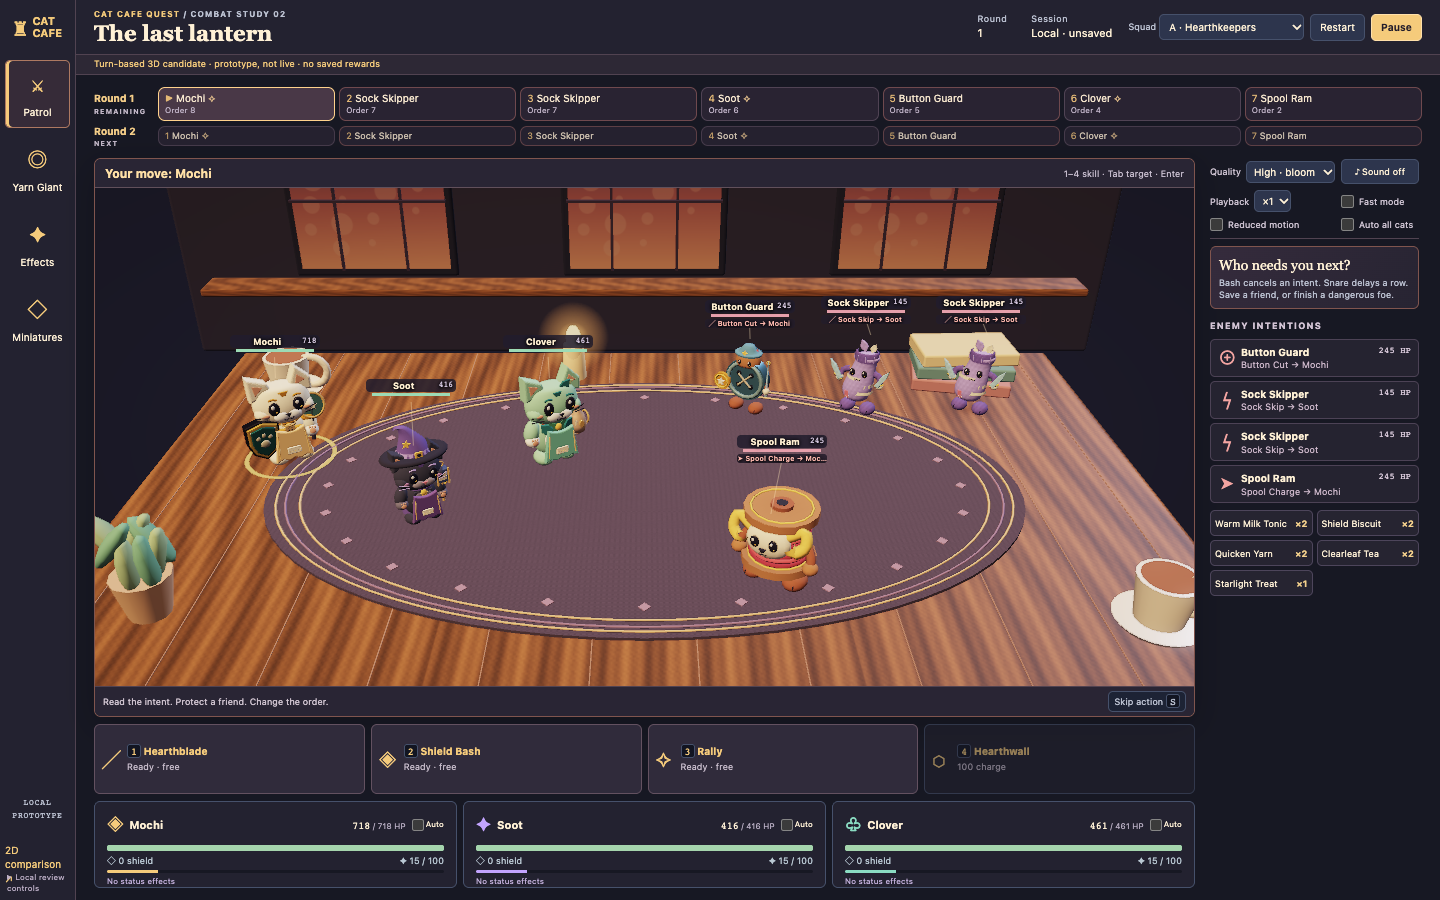 CAT CAFE
CAT CAFE QUEST / COMBAT STUDY 02
The last lantern
Round
1
Session
Local · unsaved
Squad
A · Hearthkeepers
Restart
Pause
Turn-based 3D candidate · prototype, not live · no saved rewards
Patrol
Yarn Giant
Effects
Miniatures
LOCAL
PROTOTYPE
2D
comparison
Local review
controls
Round 1
REMAINING
Mochi
Order 8
2 Sock Skipper
Order 7
3 Sock Skipper
Order 7
4 Soot
Order 6
5 Button Guard
Order 5
6 Clover
Order 4
7 Spool Ram
Order 2
Round 2
NEXT
1 Mochi
2 Sock Skipper
3 Sock Skipper
4 Soot
5 Button Guard
6 Clover
7 Spool Ram
Your move: Mochi
1–4 skill · Tab target · Enter
Button Guard 245
Button Cut → Mochi
Sock Skipper 145
Sock Skip → Soot
Sock Skipper 145
Sock Skip → Soot
Mochi 718
Clover 461
Soot 416
Spool Ram 245
Spool Charge → Moc...
Read the intent. Protect a friend. Change the order.
Skip action S
1 Hearthblade
Ready · free
2 Shield Bash
Ready · free
3 Rally
Ready · free
4 Hearthwall
100 charge
Mochi
718 / 718 HP
Auto
0 shield
15 / 100
No status effects
Soot
416 / 416 HP
Auto
0 shield
15 / 100
No status effects
Clover
461 / 461 HP
Auto
0 shield
15 / 100
No status effects
Quality
High · bloom
♪ Sound off
Playback
×1
Fast mode
Reduced motion
Auto all cats
Who needs you next?
Bash cancels an intent. Snare delays a row.
Save a friend, or finish a dangerous foe.
ENEMY INTENTIONS
Button Guard
245 HP
Button Cut → Mochi
Sock Skipper
145 HP
Sock Skip → Soot
Sock Skipper
145 HP
Sock Skip → Soot
Spool Ram
245 HP
Spool Charge → Mochi
Warm Milk Tonic ×2
Shield Biscuit ×2
Quicken Yarn ×2
Clearleaf Tea ×2
Starlight Treat ×1